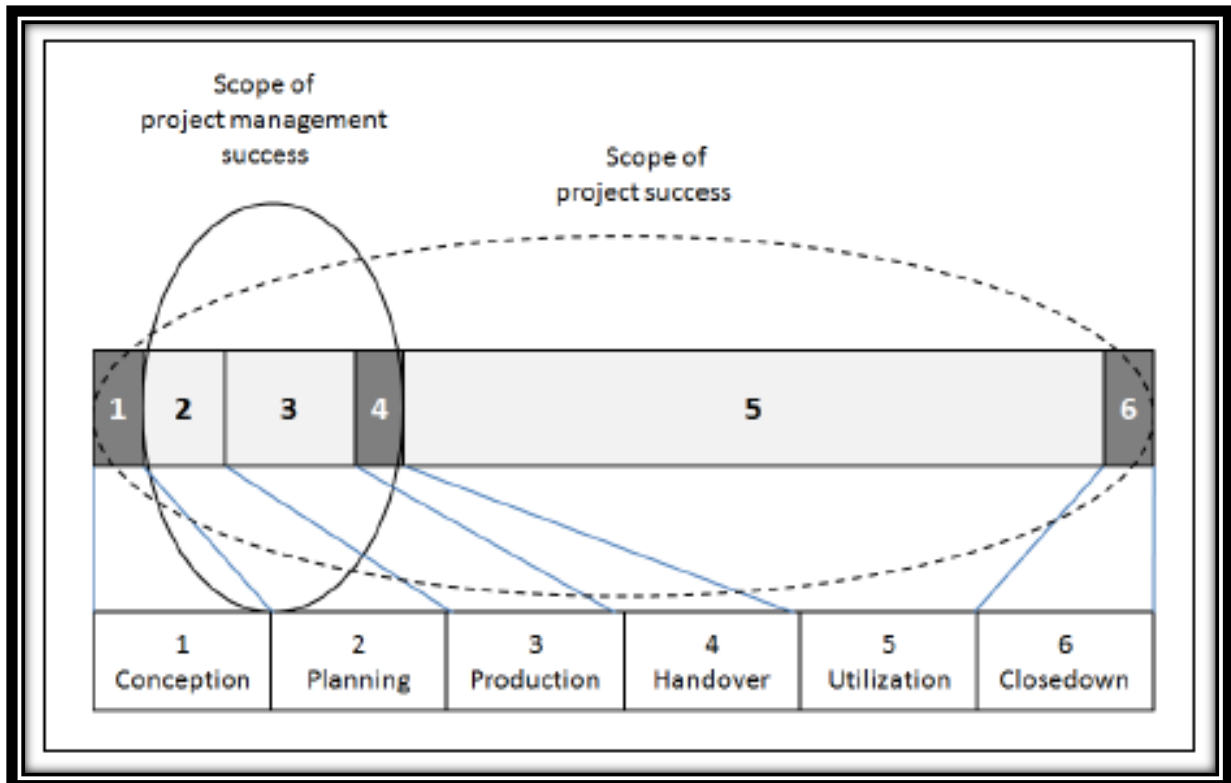 Scope of
project management
success
Scope of
project success
1 2 3 4 5 6
1 2 3 4 5 6
Conception Planning Production Handover Utilization Closedown